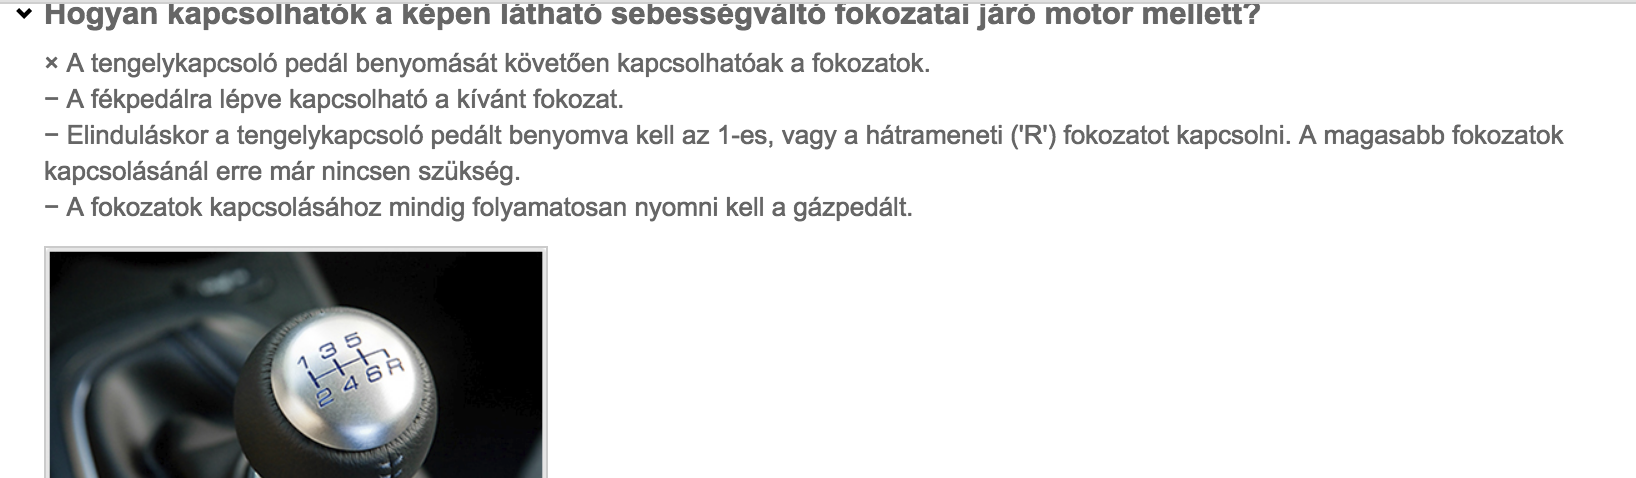 Hogyan kapcsolhatók a képen látható sebességváltó fokozatai járó motor mellett?
× A tengelykapcsoló pedál benyomását követően kapcsolhatóak a fokozatok.
− A fékpedálra lépve kapcsolható a kívánt fokozat.
− Elinduláskor a tengelykapcsoló pedált benyomva kell az 1-es, vagy a hátrameneti ('R') fokozatot kapcsolni. A magasabb fokozatok
kapcsolásánál erre már nincsen szükség.
− A fokozatok kapcsolásához mindig folyamatosan nyomni kell a gázpedált.
1 3 5
2 4 6 R